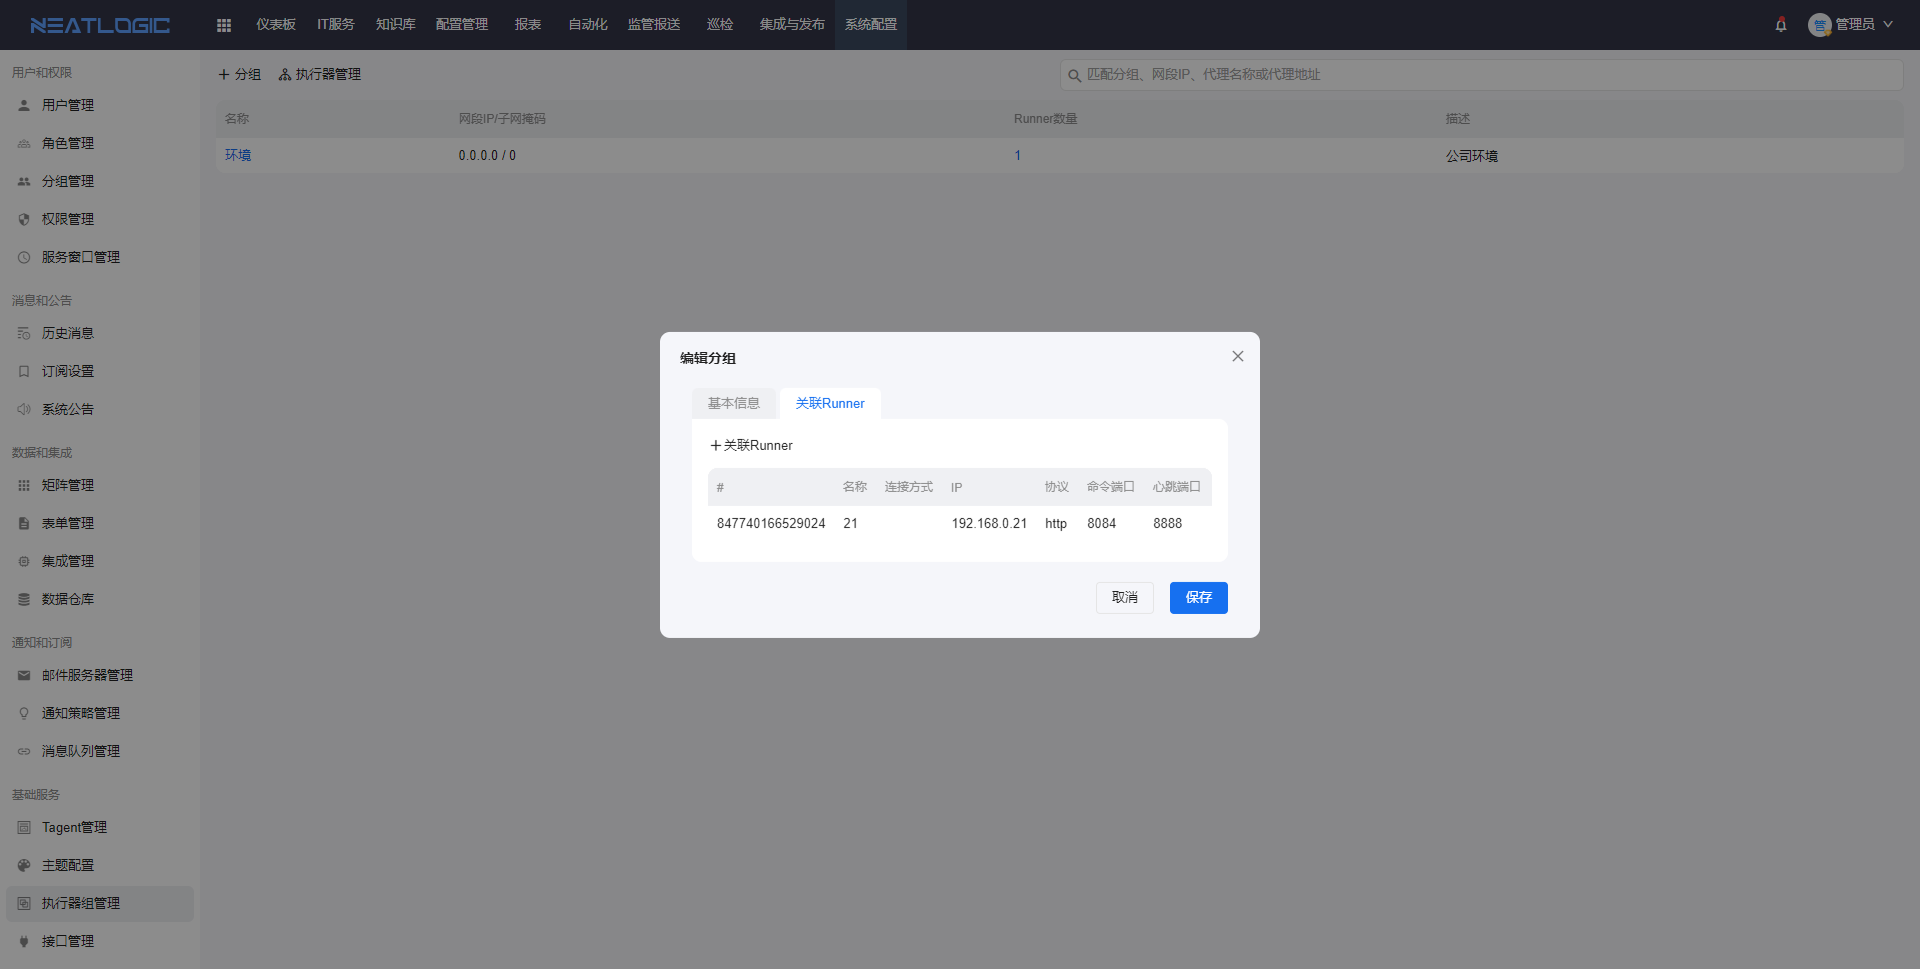 NEATLOGIC
仪表板 IT服务 知识库 配置管理 报表 自动化 监管报送 巡检 集成与发布 系统配置
管 管理员
用户和权限
用户管理
角色管理
分组管理
权限管理
服务窗口管理
消息和公告
历史消息
订阅设置
系统公告
数据和集成
矩阵管理
表单管理
集成管理
数据仓库
通知和订阅
邮件服务器管理
通知策略管理
消息队列管理
基础服务
Tagent管理
主题配置
执行器组管理
接口管理
分组 执行器管理
匹配分组、网段IP、代理名称或代理地址
名称 网段IP/子网掩码 Runner数量 描述
环境 0.0.0.0 / 0 1 公司环境
编辑分组
基本信息 关联Runner
关联Runner
# 名称 连接方式 IP 协议 命令端口 心跳端口
847740166529024 21 192.168.0.21 http 8084 8888
取消 保存